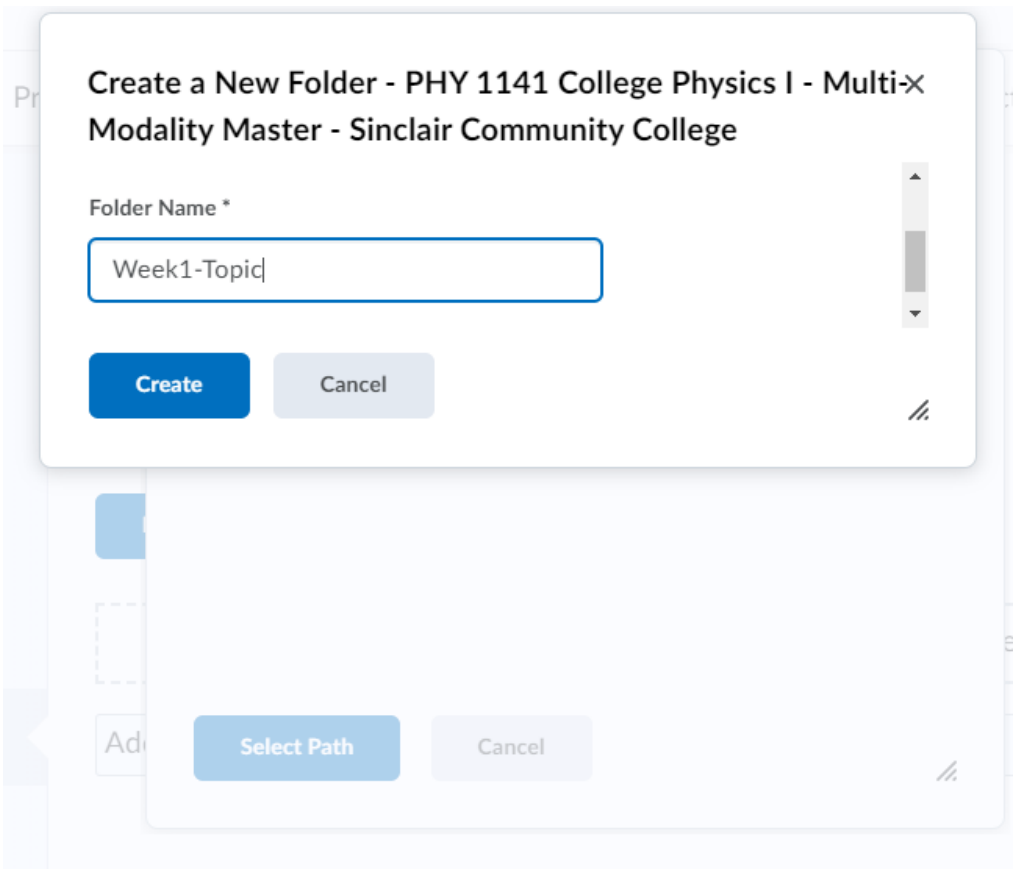 Create a New Folder - PHY 1141 College Physics I - Multi-
Modality Master - Sinclair Community College
Folder Name *
Week1-Topic
Create
Cancel
Select Path
Cancel